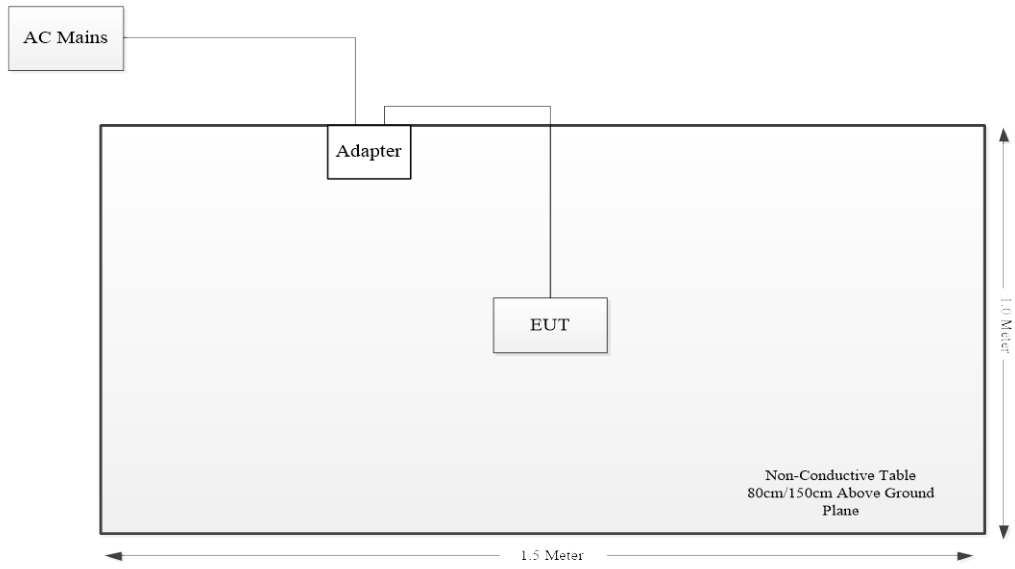 AC Mains
Adapter
EUT
1.0 Meter
Non-Conductive Table
80cm/150cm Above Ground
Plane
1.5 Meter